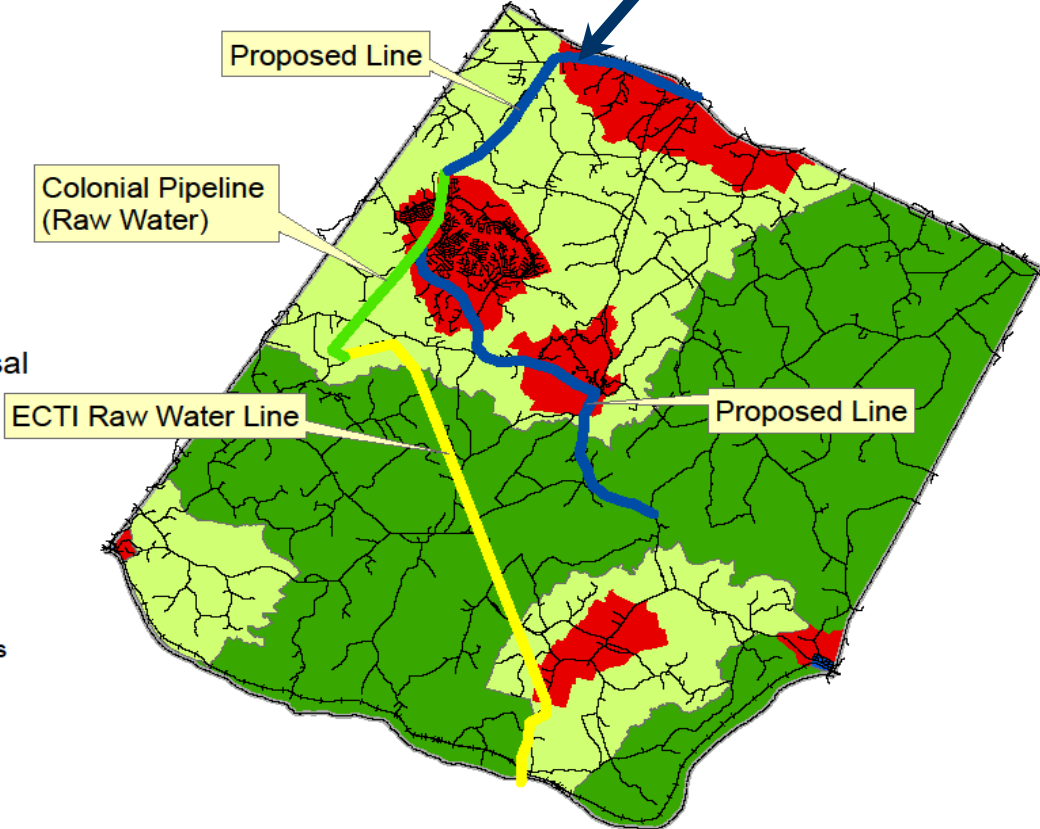 Proposed Line
Colonial Pipeline
(Raw Water)
sal
ECTI Raw Water Line
Proposed Line
s